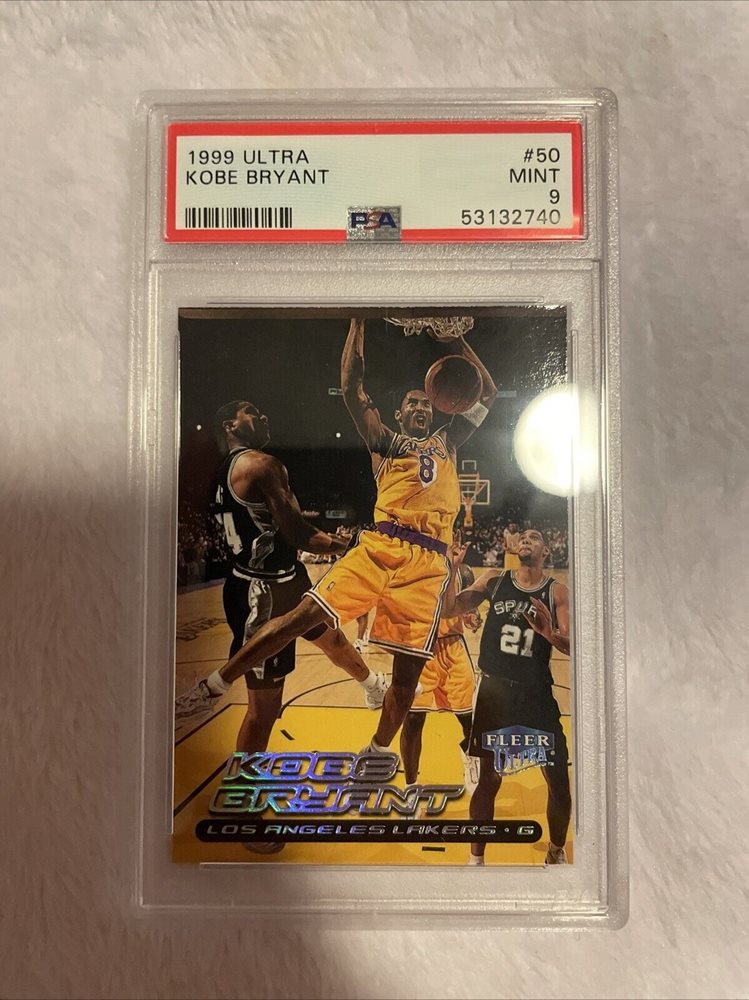 1999 ULTRA #50
KOBE BRYANT MINT
9
PSA 53132740
LAKERS
8
4
SPURS
21
FLEER
ULTRA
KOBE
BRYANT
LOS ANGELES LAKERS · G